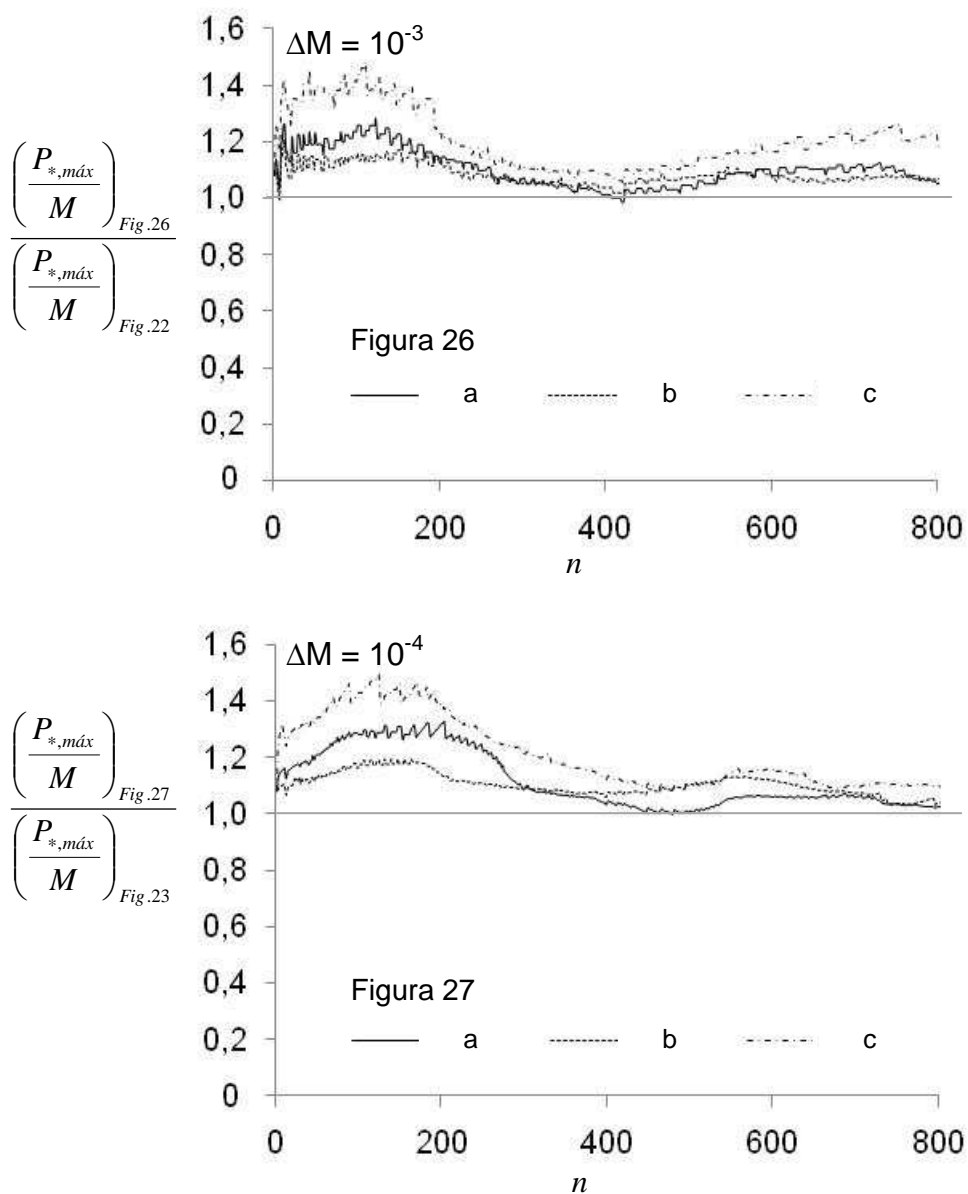 1,6
ΔM = 10⁻³
1,4
1,2
1,0
0,8
0,6
0,4
0,2
0
(P*,máx / M) Fig.26
(P*,máx / M) Fig.22
Figura 26
a b c
0 200 400 600 800
n
1,6
ΔM = 10⁻⁴
1,4
1,2
1,0
0,8
0,6
0,4
0,2
0
(P*,máx / M) Fig.27
(P*,máx / M) Fig.23
Figura 27
a b c
0 200 400 600 800
n